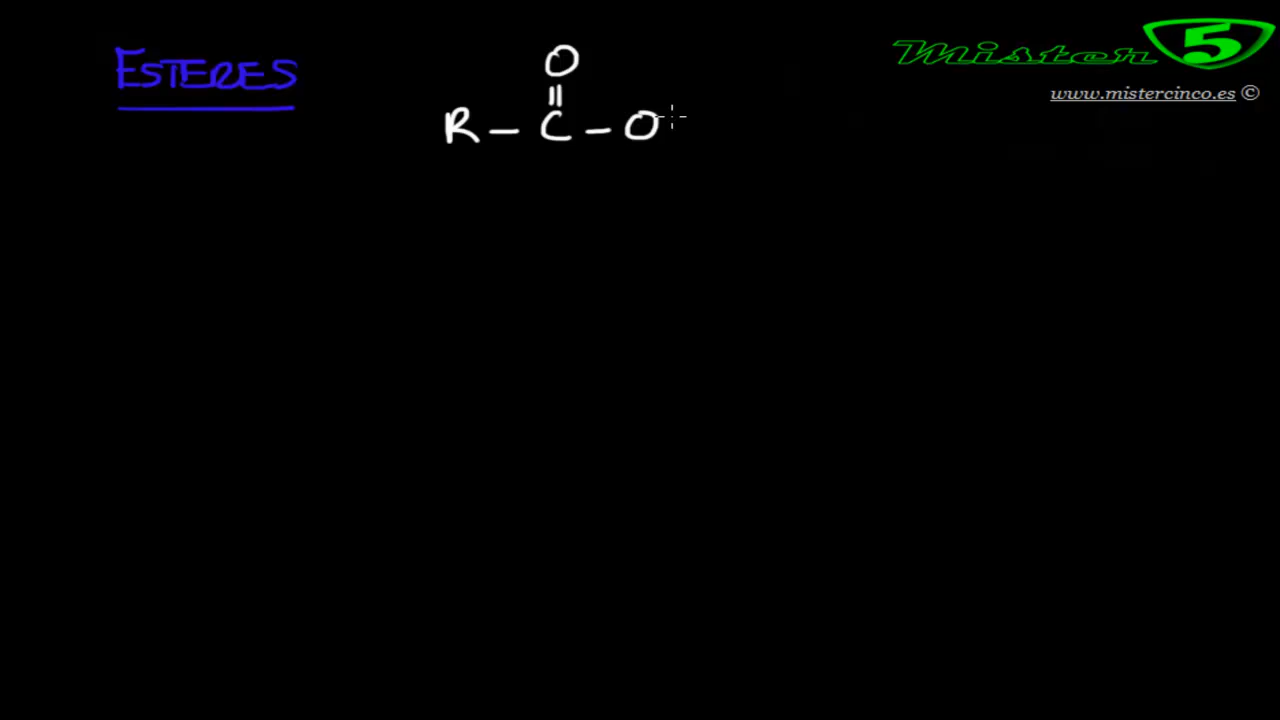 ESTERES
O
||
R – C – O
Mister 5
www.mistercinco.es ©